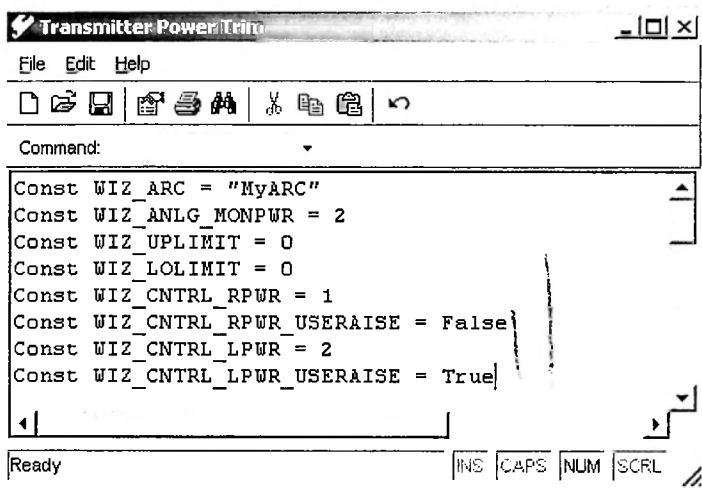 Transmitter Power Trim
File Edit Help
Command:
Const WIZ_ARC = "MyARC"
Const WIZ_ANLG_MONPWR = 2
Const WIZ_UPLIMIT = 0
Const WIZ_LOLIMIT = 0
Const WIZ_CNTRL_RPWR = 1
Const WIZ_CNTRL_RPWR_USERAISE = False
Const WIZ_CNTRL_LPWR = 2
Const WIZ_CNTRL_LPWR_USERAISE = True
Ready INS CAPS NUM SCRL